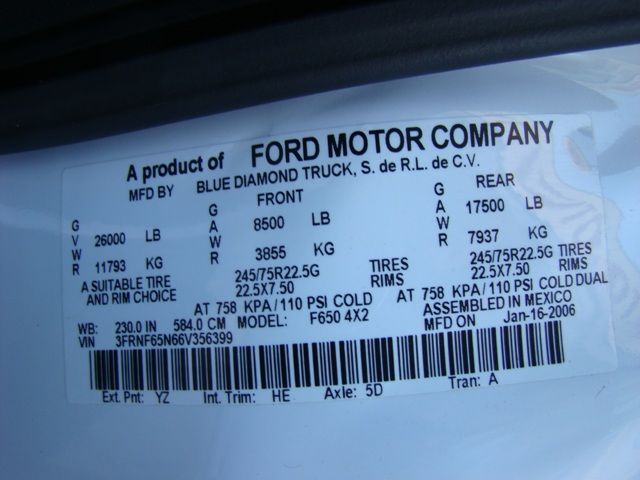 A product of FORD MOTOR COMPANY
MFD BY BLUE DIAMOND TRUCK, S. de R.L. de C.V.
GVWR 26000 LB 11793 KG
FRONT GAWR 8500 LB 3855 KG
REAR GAWR 17500 LB 7937 KG
A SUITABLE TIRE 245/75R22.5G TIRES 245/75R22.5G TIRES
AND RIM CHOICE 22.5X7.50 RIMS 22.5X7.50 RIMS
AT 758 KPA/110 PSI COLD AT 758 KPA/110 PSI COLD DUAL
WB: 230.0 IN 584.0 CM MODEL: F650 4X2 ASSEMBLED IN MEXICO
VIN 3FRNF65N66V356399 MFD ON Jan-16-2006
Ext. Pnt: YZ Int. Trim: HE Axle: 5D Tran: A